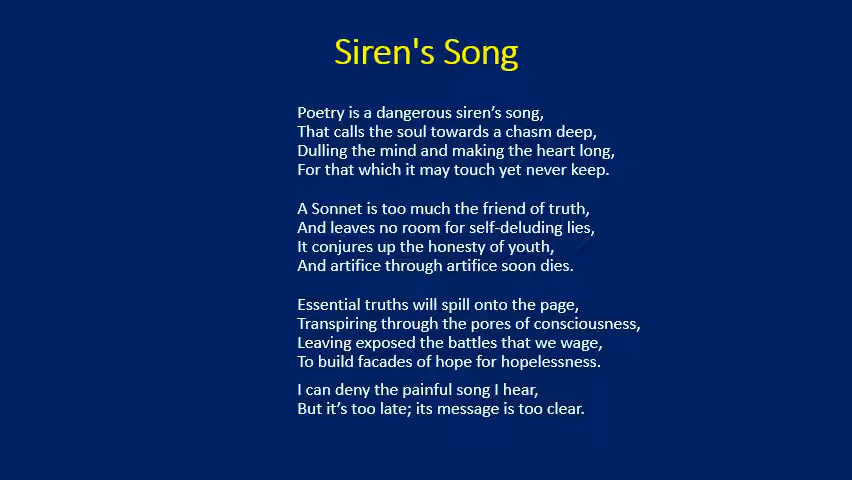 Siren's Song
Poetry is a dangerous siren’s song,
That calls the soul towards a chasm deep,
Dulling the mind and making the heart long,
For that which it may touch yet never keep.
A Sonnet is too much the friend of truth,
And leaves no room for self-deluding lies,
It conjures up the honesty of youth,
And artifice through artifice soon dies.
Essential truths will spill onto the page,
Transpiring through the pores of consciousness,
Leaving exposed the battles that we wage,
To build facades of hope for hopelessness.
I can deny the painful song I hear,
But it’s too late; its message is too clear.